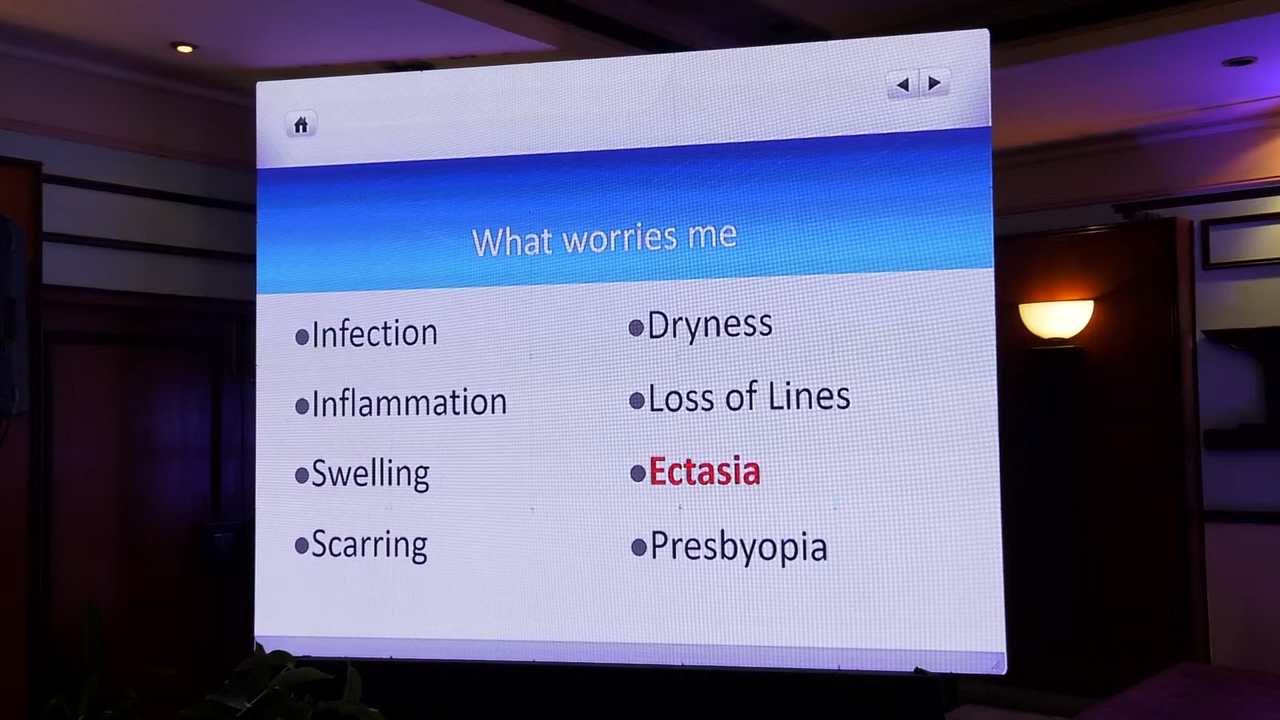 What worries me
●Infection
●Inflammation
●Swelling
●Scarring
●Dryness
●Loss of Lines
●Ectasia
●Presbyopia